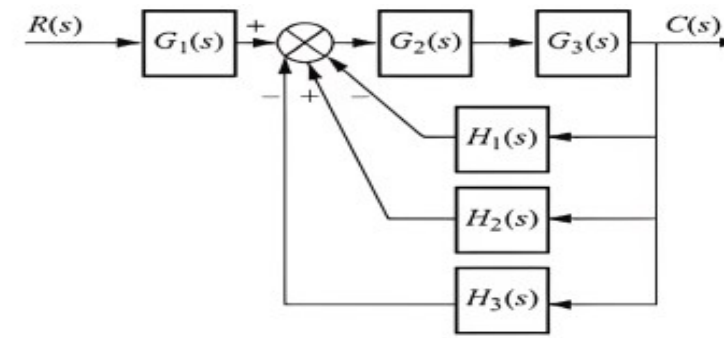 R(s) G₁(s) + G₂(s) G₃(s) C(s)
− + −
H₁(s)
H₂(s)
H₃(s)